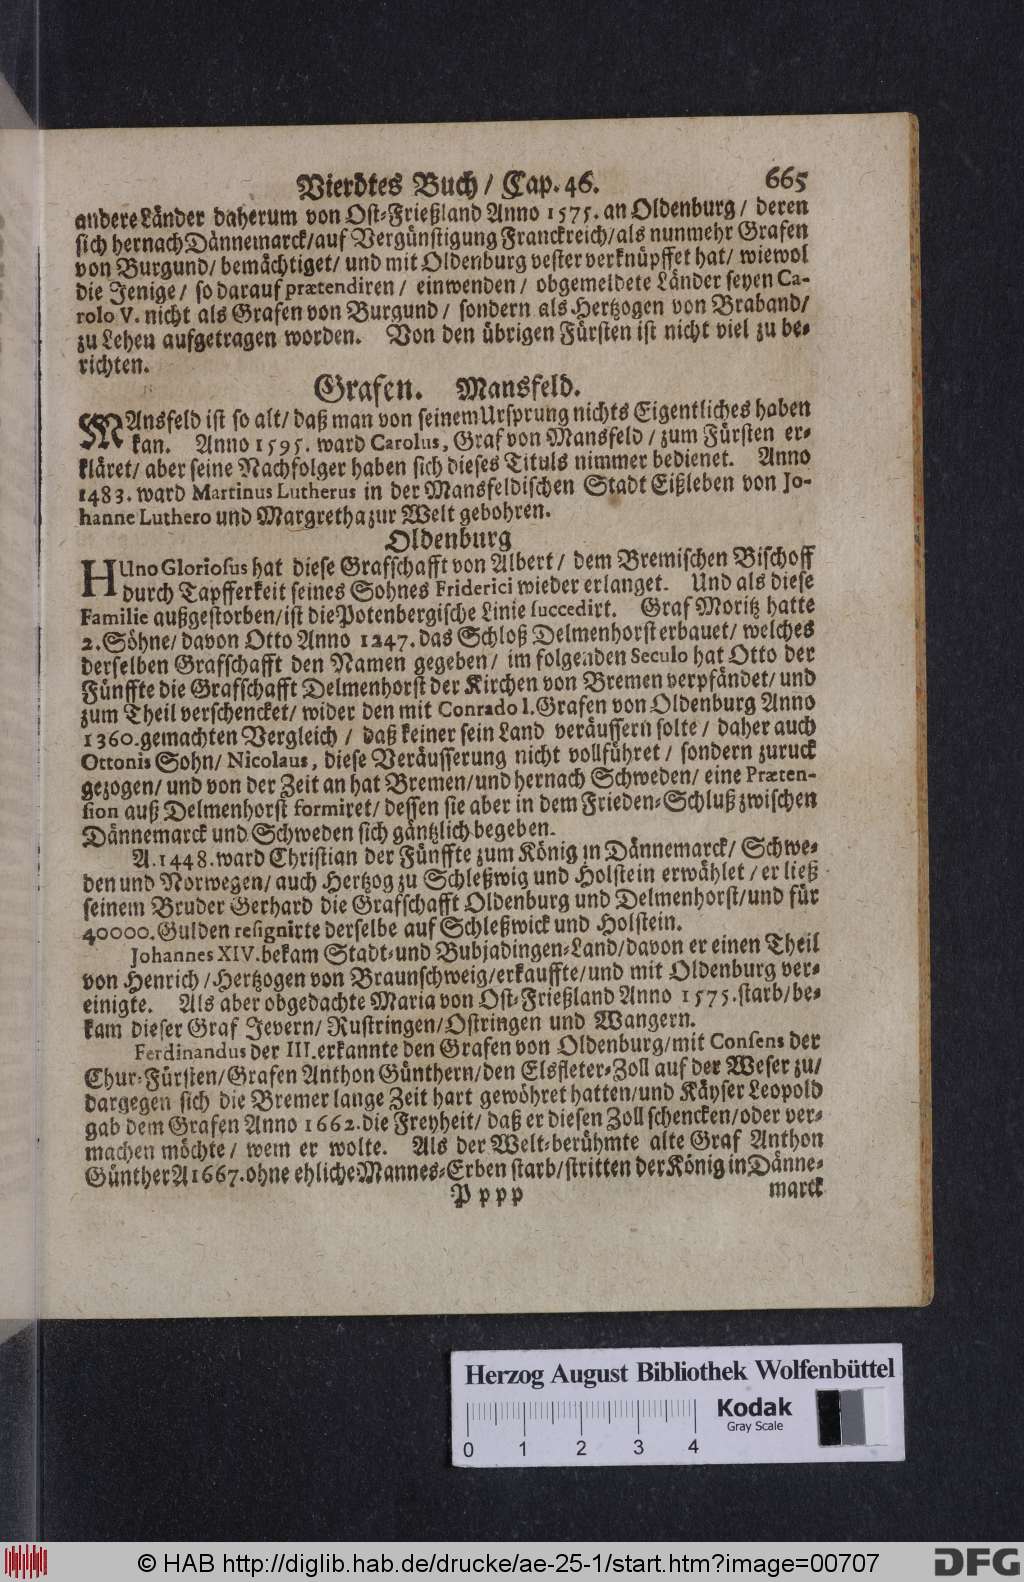 Vierdtes Buch / Cap. 46. 665
andere Länder daherum von Ost-Frießland Anno 1575. an Oldenburg / deren
sich hernach Dännemarck / auf Vergünstigung Franckreich / als nunmehr Grafen
von Burgund / bemächtiget / und mit Oldenburg vester verknüpffet hat / wiewol
die Jenige / so darauf prætendiren / einwenden / obgemeldete Länder seyen Ca-
rolo V. nicht als Grafen von Burgund / sondern als Hertzogen von Braband /
zu Lehen aufgetragen worden. Von den übrigen Fürsten ist nicht viel zu be-
richten.
Grafen. Mansfeld.
MAnsfeld ist so alt / daß man von seinem Ursprung nichts Eigentliches haben
kan. Anno 1595. ward Carolus, Graf von Mansfeld / zum Fürsten er-
kläret / aber seine Nachfolger haben sich dieses Tituls nimmer bedienet. Anno
1483. ward Martinus Lutherus in der Mansfeldischen Stadt Eißleben von Jo-
hanne Luthero und Margretha zur Welt gebohren.
Oldenburg
HUno Gloriosus hat diese Grafschafft von Albert / dem Bremischen Bischoff
durch Tapfferkeit seines Sohnes Friderici wieder erlanget. Und als diese
Familie außgestorben / ist die Potenbergische Linie succedirt. Graf Moritz hatte
2. Söhne / davon Otto Anno 1247. das Schloß Delmenhorst erbauet / welches
derselben Grafschafft den Namen gegeben / im folgenden Seculo hat Otto der
Fünffte die Grafschafft Delmenhorst der Kirchen von Bremen verpfändet / und
zum Theil verschencket / wider den mit Conrado I. Grafen von Oldenburg Anno
1360. gemachten Vergleich / daß keiner sein Land veräussern solte / daher auch
Ottonis Sohn / Nicolaus, diese Veräusserung nicht vollführet / sondern zuruck
gezogen / und von der Zeit an hat Bremen / und hernach Schweden / eine Præten-
sion auß Delmenhorst formiret / dessen sie aber in dem Frieden-Schluß zwischen
Dännemarck und Schweden sich gäntzlich begeben.
A. 1448. ward Christian der Fünffte zum König in Dännemarck / Schwe-
den und Norwegen / auch Hertzog zu Schleßwig und Holstein erwählet / er ließ
seinem Bruder Gerhard die Grafschafft Oldenburg und Delmenhorst / und für
40000. Gulden resignirte derselbe auf Schleßwick und Holstein.
Johannes XIV. bekam Stadt- und Bubjadingen-Land / davon er einen Theil
von Henrich / Hertzogen von Braunschweig / erkauffte / und mit Oldenburg ver-
einigte. Als aber obgedachte Maria von Ost-Frießland Anno 1575. starb / be-
kam dieser Graf Jevern / Rustringen / Ostringen und Wangern.
Ferdinandus der III. erkannte den Grafen von Oldenburg / mit Consens der
Chur-Fürsten / Grafen Anthon Günthern / den Elsfleter-Zoll auf der Weser zu /
dargegen sich die Bremer lange Zeit hart gewöhret hatten / und Käyser Leopold
gab dem Grafen Anno 1662. die Freyheit / daß er diesen Zoll schencken / oder ver-
machen möchte / wem er wolte. Als der Welt-berühmte alte Graf Anthon
Günther A 1667. ohne ehliche Mannes-Erben starb / stritten der König in Dänne-
P p p p marck
Herzog August Bibliothek Wolfenbüttel
0 1 2 3 4
Kodak
Gray Scale
© HAB http://diglib.hab.de/drucke/ae-25-1/start.htm?image=00707
DFG